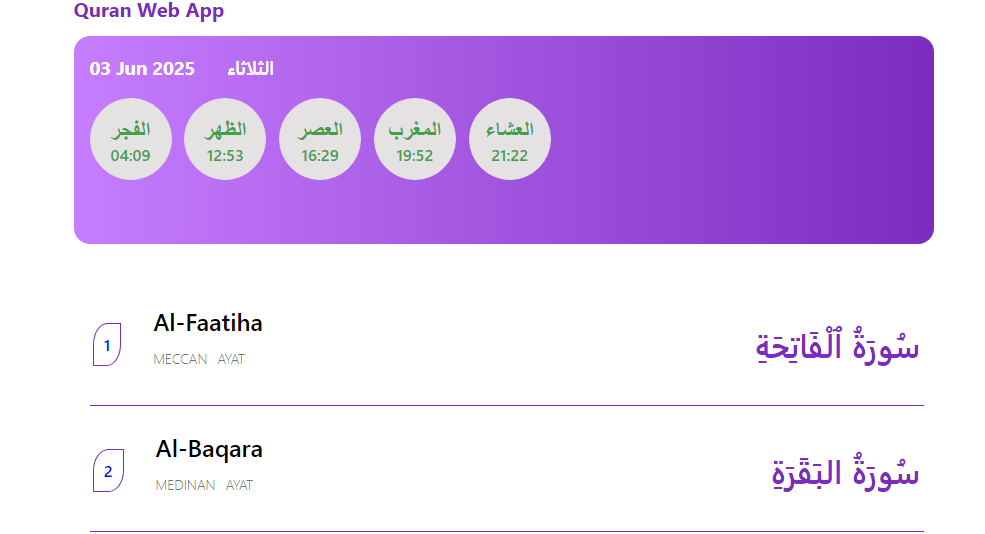 Quran Web App
03 Jun 2025 الثلاثاء
الفجر الظهر العصر المغرب العشاء
04:09 12:53 16:29 19:52 21:22
1 Al-Faatiha سُورَةُ ٱلْفَاتِحَةِ
MECCAN AYAT
2 Al-Baqara سُورَةُ البَقَرَةِ
MEDINAN AYAT